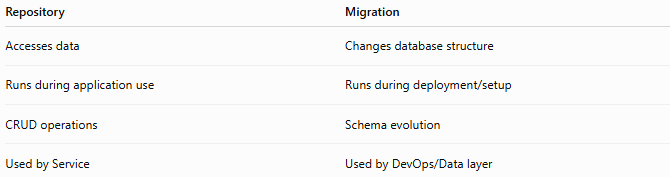 Repository Migration
Accesses data Changes database structure
Runs during application use Runs during deployment/setup
CRUD operations Schema evolution
Used by Service Used by DevOps/Data layer